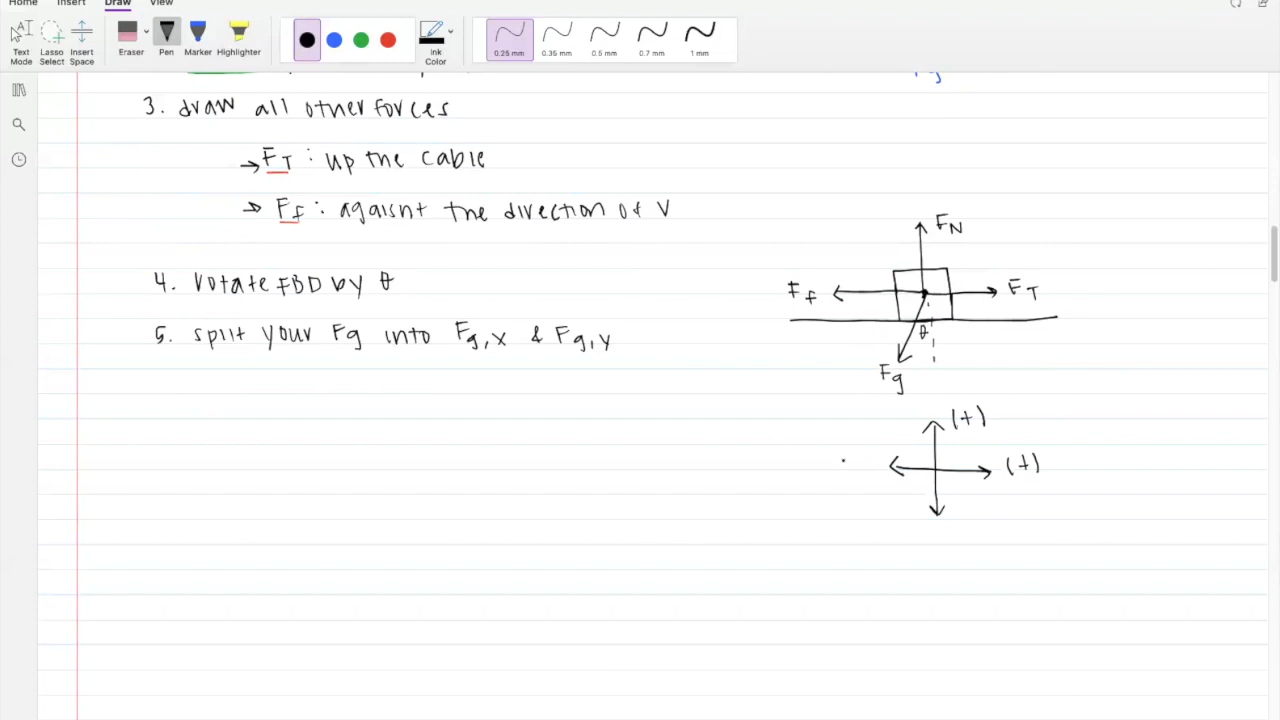 Home Insert Draw View
Text Mode Lasso Select Insert Space Eraser Pen Marker Highlighter Ink Color 0.25 mm 0.35 mm 0.5 mm 0.7 mm 1 mm
3. draw all other forces
→ FT : up the cable
→ Ff : agaisnt the direction of V
4. rotate FBD by θ
5. split your Fg into Fg,x & Fg,y
FN
Ff FT
θ
Fg
(+)
(+)